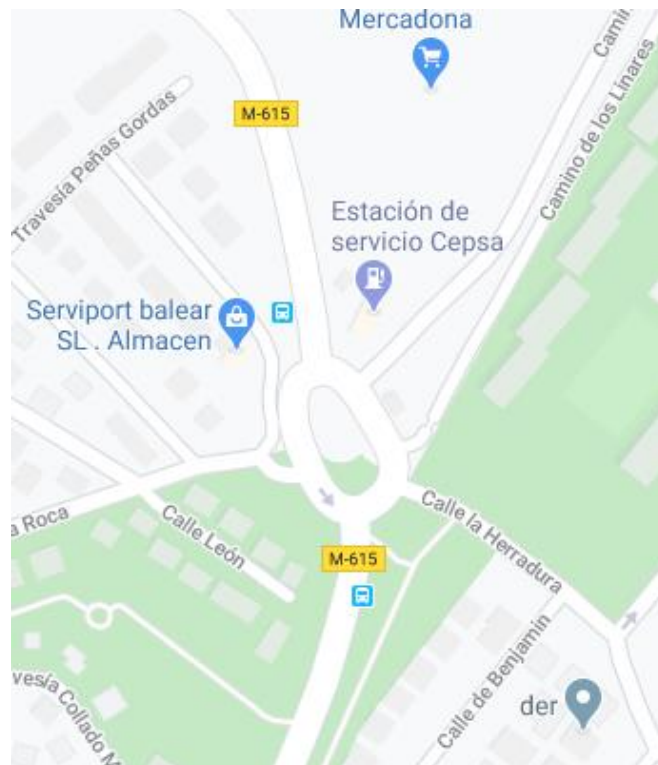 Mercadona
Camin
M-615
Camino de los Linares
Travesía Peñas Gordas
Estación de
servicio Cepsa
Serviport balear
SL . Almacen
a Roca
Calle León
Calle la Herradura
M-615
Calle de Benjamin
vesía Collado M
der